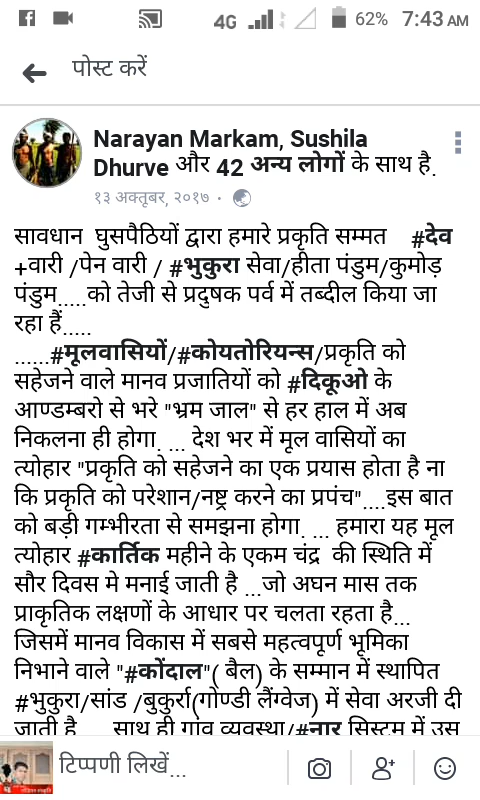 4G 62% 7:43 AM
पोस्ट करें
Narayan Markam, Sushila
Dhurve और 42 अन्य लोगों के साथ है.
१३ अक्तूबर, २०१७ ·
सावधान घुसपैठियों द्वारा हमारे प्रकृति सम्मत #देव
+वारी /पेन वारी / #भुकुरा सेवा/हीता पंडुम/कुमोड़
पंडुम.....को तेजी से प्रदुषक पर्व में तब्दील किया जा
रहा हैं.....
......#मूलवासियों/#कोयतोरियन्स/प्रकृति को
सहेजने वाले मानव प्रजातियों को #दिकूओ के
आण्डम्बरो से भरे "भ्रम जाल" से हर हाल में अब
निकलना ही होगा. ... देश भर में मूल वासियों का
त्योहार "प्रकृति को सहेजने का एक प्रयास होता है ना
कि प्रकृति को परेशान/नष्ट्र करने का प्रपंच"....इस बात
को बड़ी गम्भीरता से समझना होगा. ... हमारा यह मूल
त्योहार #कार्तिक महीने के एकम चंद्र की स्थिति में
सौर दिवस मे मनाई जाती है ...जो अघन मास तक
प्राकृतिक लक्षणों के आधार पर चलता रहता है...
जिसमें मानव विकास में सबसे महत्वपूर्ण भूमिका
निभाने वाले "#कोंदाल"( बैल) के सम्मान में स्थापित
#भुकुरा/सांड /बुकुर्रा(गोण्डी लैंग्वेज) में सेवा अरजी दी
जाती है.... साथ ही गांव व्यवस्था/#नार सिस्टम में उस
टिप्पणी लिखें...